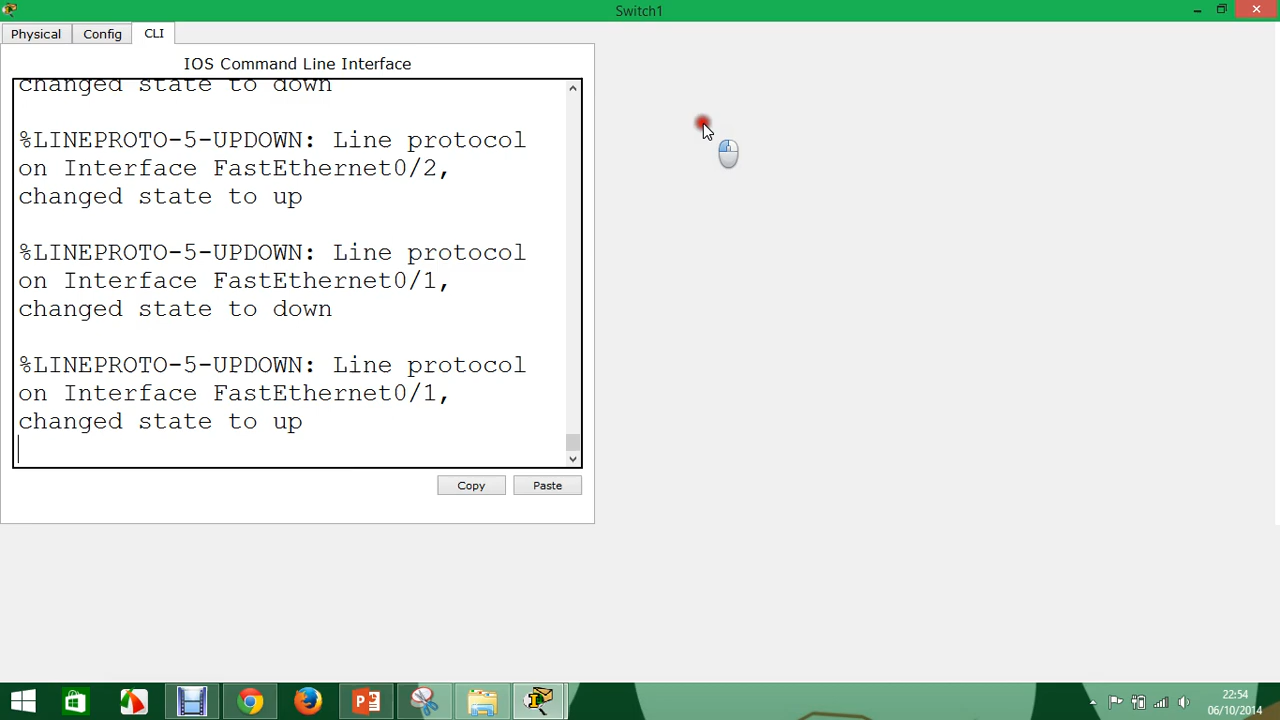 Switch1
Physical
Config
CLI
IOS Command Line Interface
changed state to down
%LINEPROTO-5-UPDOWN: Line protocol
on Interface FastEthernet0/2,
changed state to up
%LINEPROTO-5-UPDOWN: Line protocol
on Interface FastEthernet0/1,
changed state to down
%LINEPROTO-5-UPDOWN: Line protocol
on Interface FastEthernet0/1,
changed state to up
Copy
Paste
22:54
06/10/2014